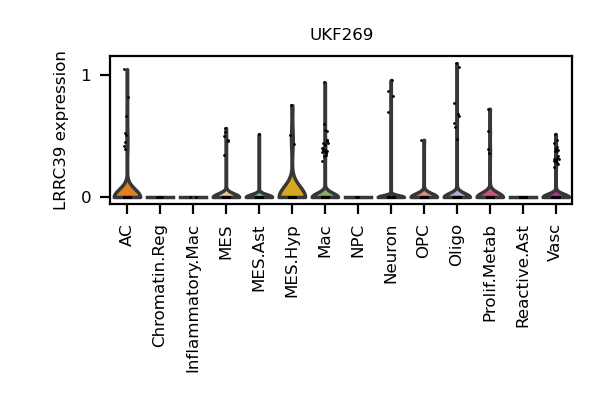 UKF269
LRRC39 expression
1
0
AC
Chromatin.Reg
Inflammatory.Mac
MES
MES.Ast
MES.Hyp
Mac
NPC
Neuron
OPC
Oligo
Prolif.Metab
Reactive.Ast
Vasc